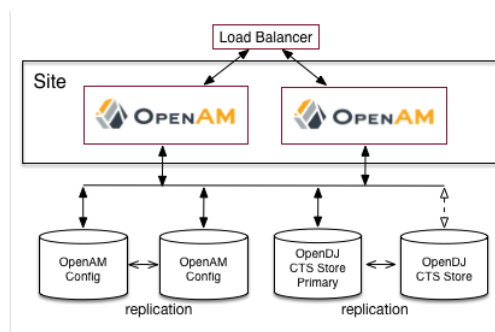 Load Balancer
Site
OPENAM
OPENAM
OpenAM
Config
OpenAM
Config
OpenDJ
CTS Store
Primary
OpenDJ
CTS Store
replication
replication